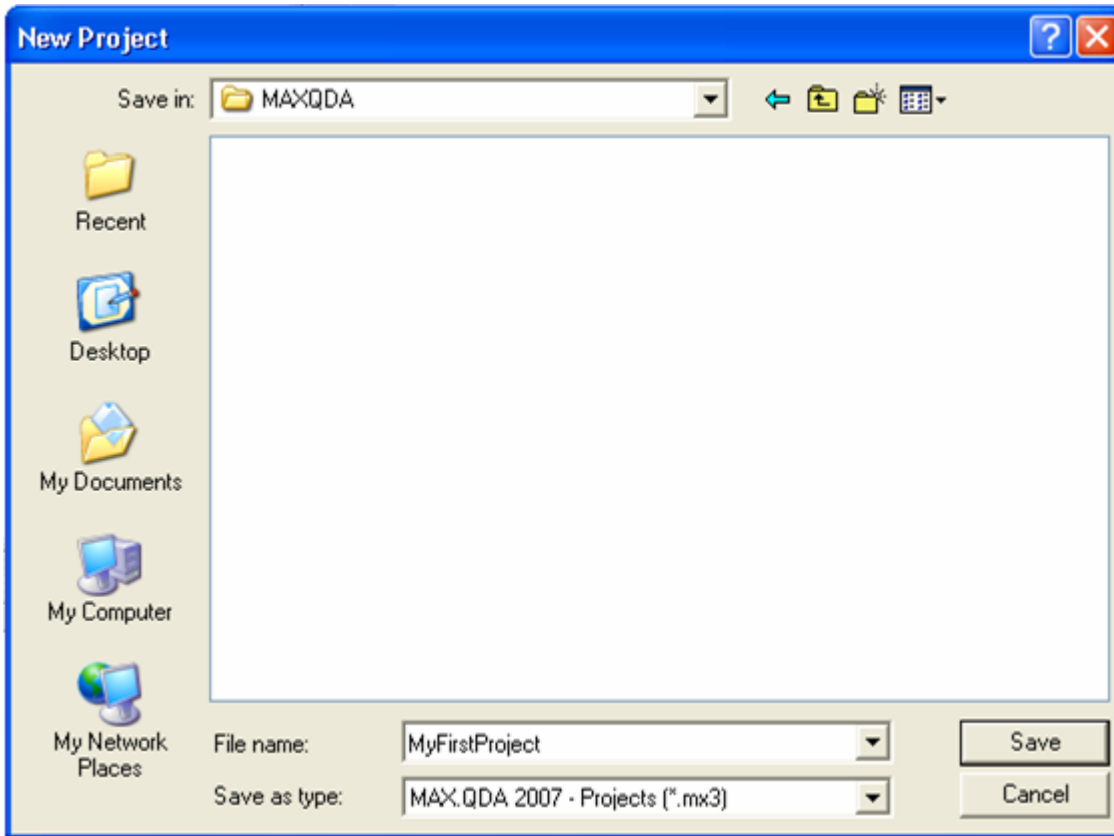 New Project
Save in:
MAXQDA
Recent
Desktop
My Documents
My Computer
My Network
Places
File name:
MyFirstProject
Save
Save as type:
MAX.QDA 2007 - Projects (*.mx3)
Cancel